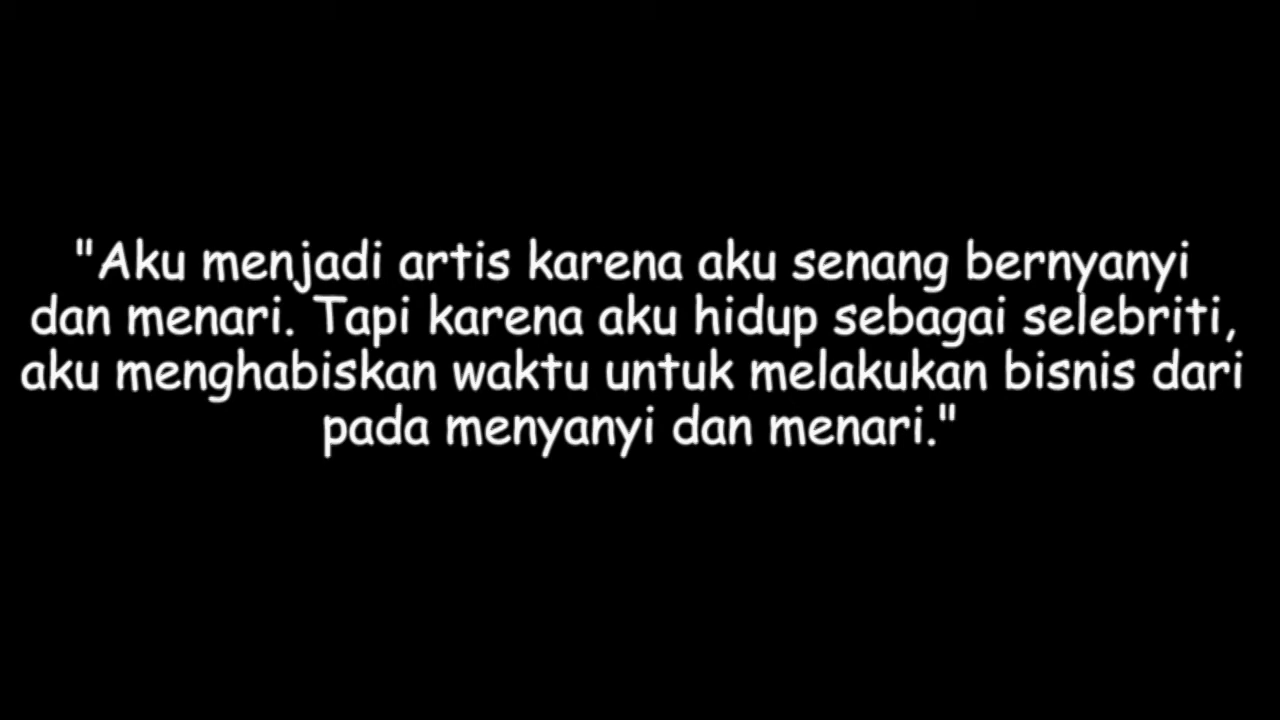 "Aku menjadi artis karena aku senang bernyanyi
dan menari. Tapi karena aku hidup sebagai selebriti,
aku menghabiskan waktu untuk melakukan bisnis dari
pada menyanyi dan menari."